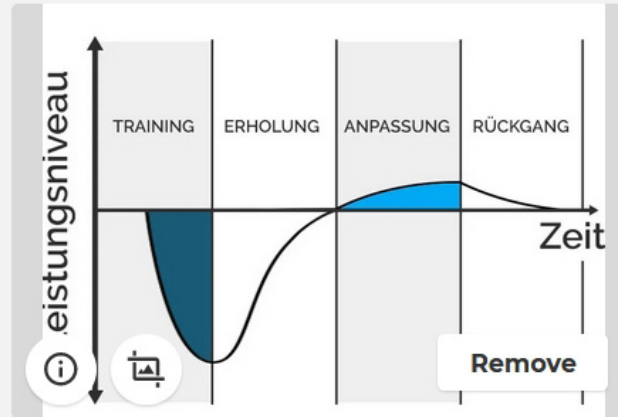 eistungsniveau
TRAINING
ERHOLUNG
ANPASSUNG
RÜCKGANG
Zeit
Remove